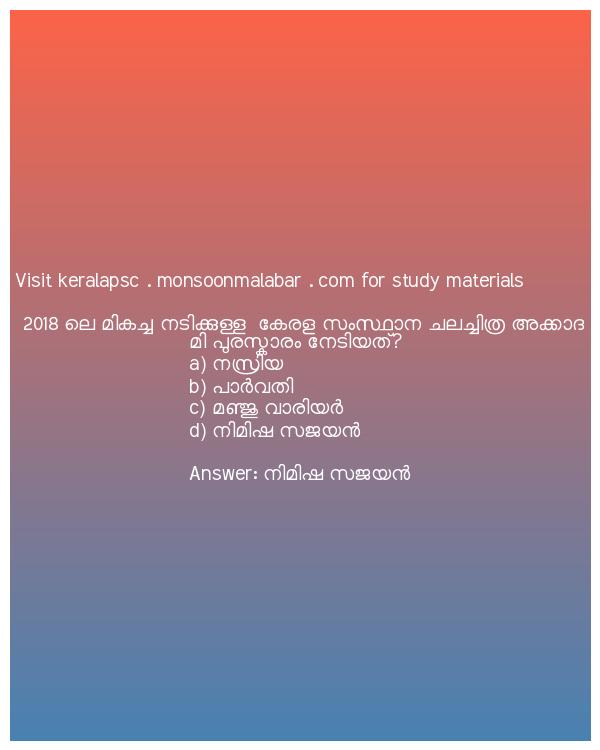 Visit keralapsc . monsoonmalabar . com for study materials
2018 ലെ മികച്ച നടിക്കുള്ള  കേരള സംസ്ഥാന ചലച്ചിത്ര അക്കാദ
മി പുരസ്കാരം നേടിയത്?
a) നസ്രിയ
b) പാർവതി
c) മഞ്ജു വാരിയർ
d) നിമിഷ സജയൻ
Answer: നിമിഷ സജയൻ